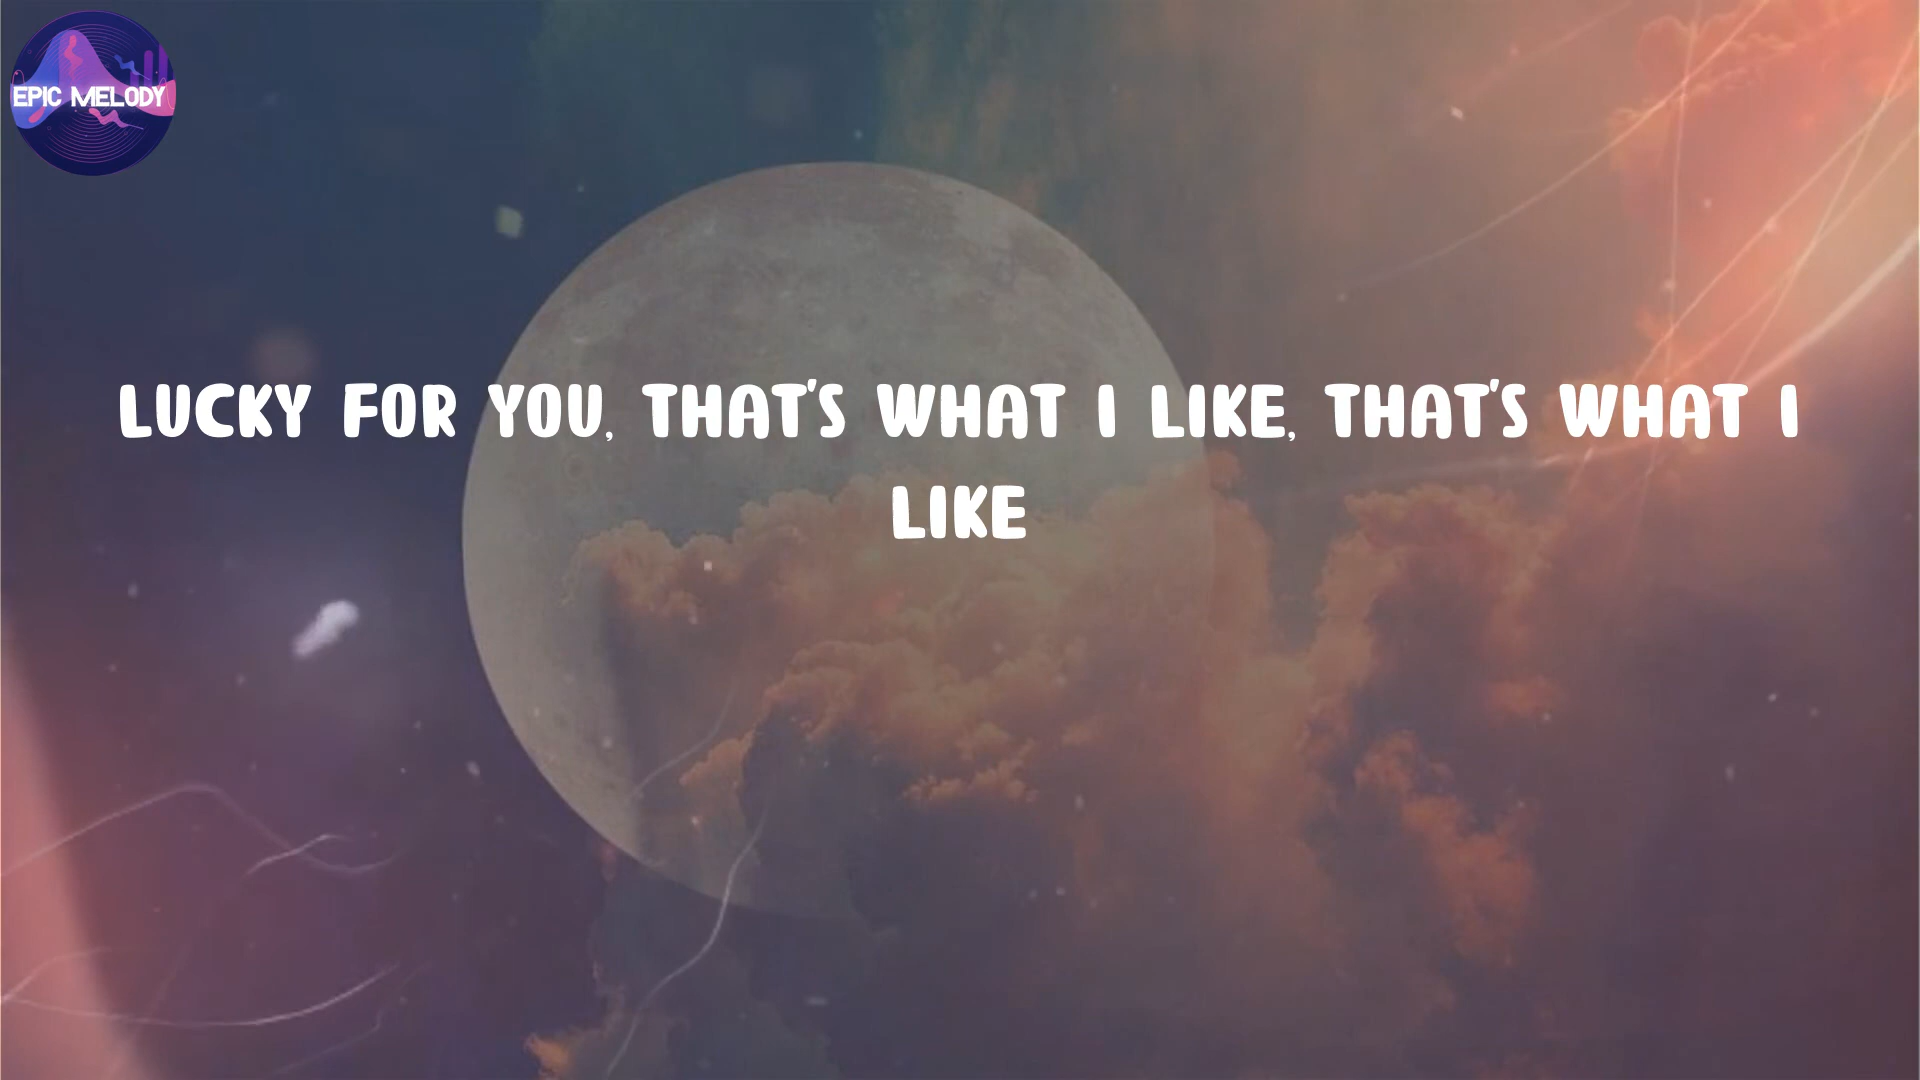 EPIC MELODY
LUCKY FOR YOU, THAT'S WHAT I LIKE, THAT'S WHAT I
LIKE